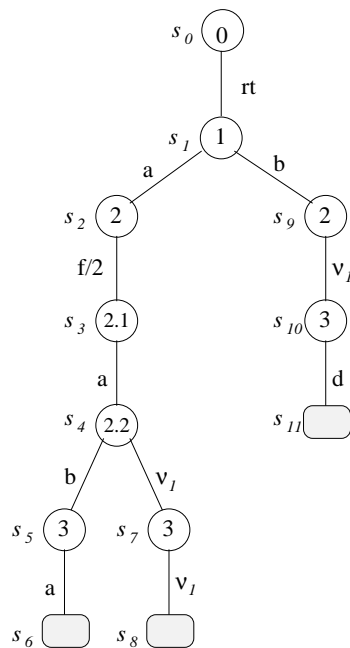 s0 0
rt
s1 1
a b
s2 2 s9 2
f/2 ν1
s3 2.1 s10 3
a d
s4 2.2 s11
b ν1
s5 3 s7 3
a ν1
s6 s8